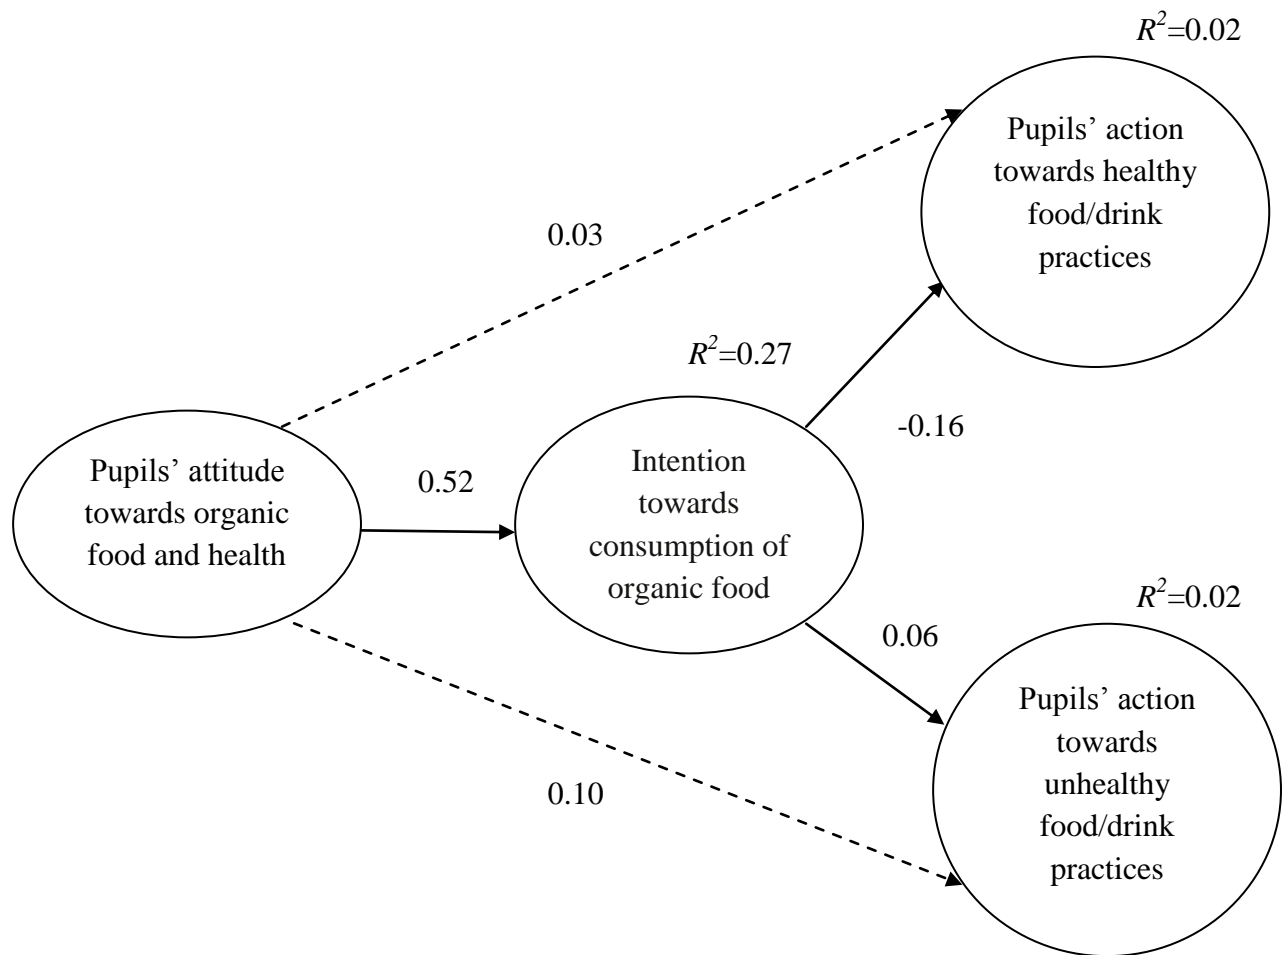 R²=0.02
Pupils’ action
towards healthy
food/drink
practices
0.03
R²=0.27
-0.16
Pupils’ attitude
towards organic
food and health
0.52
Intention
towards
consumption of
organic food
R²=0.02
0.06
Pupils’ action
towards
unhealthy
food/drink
practices
0.10